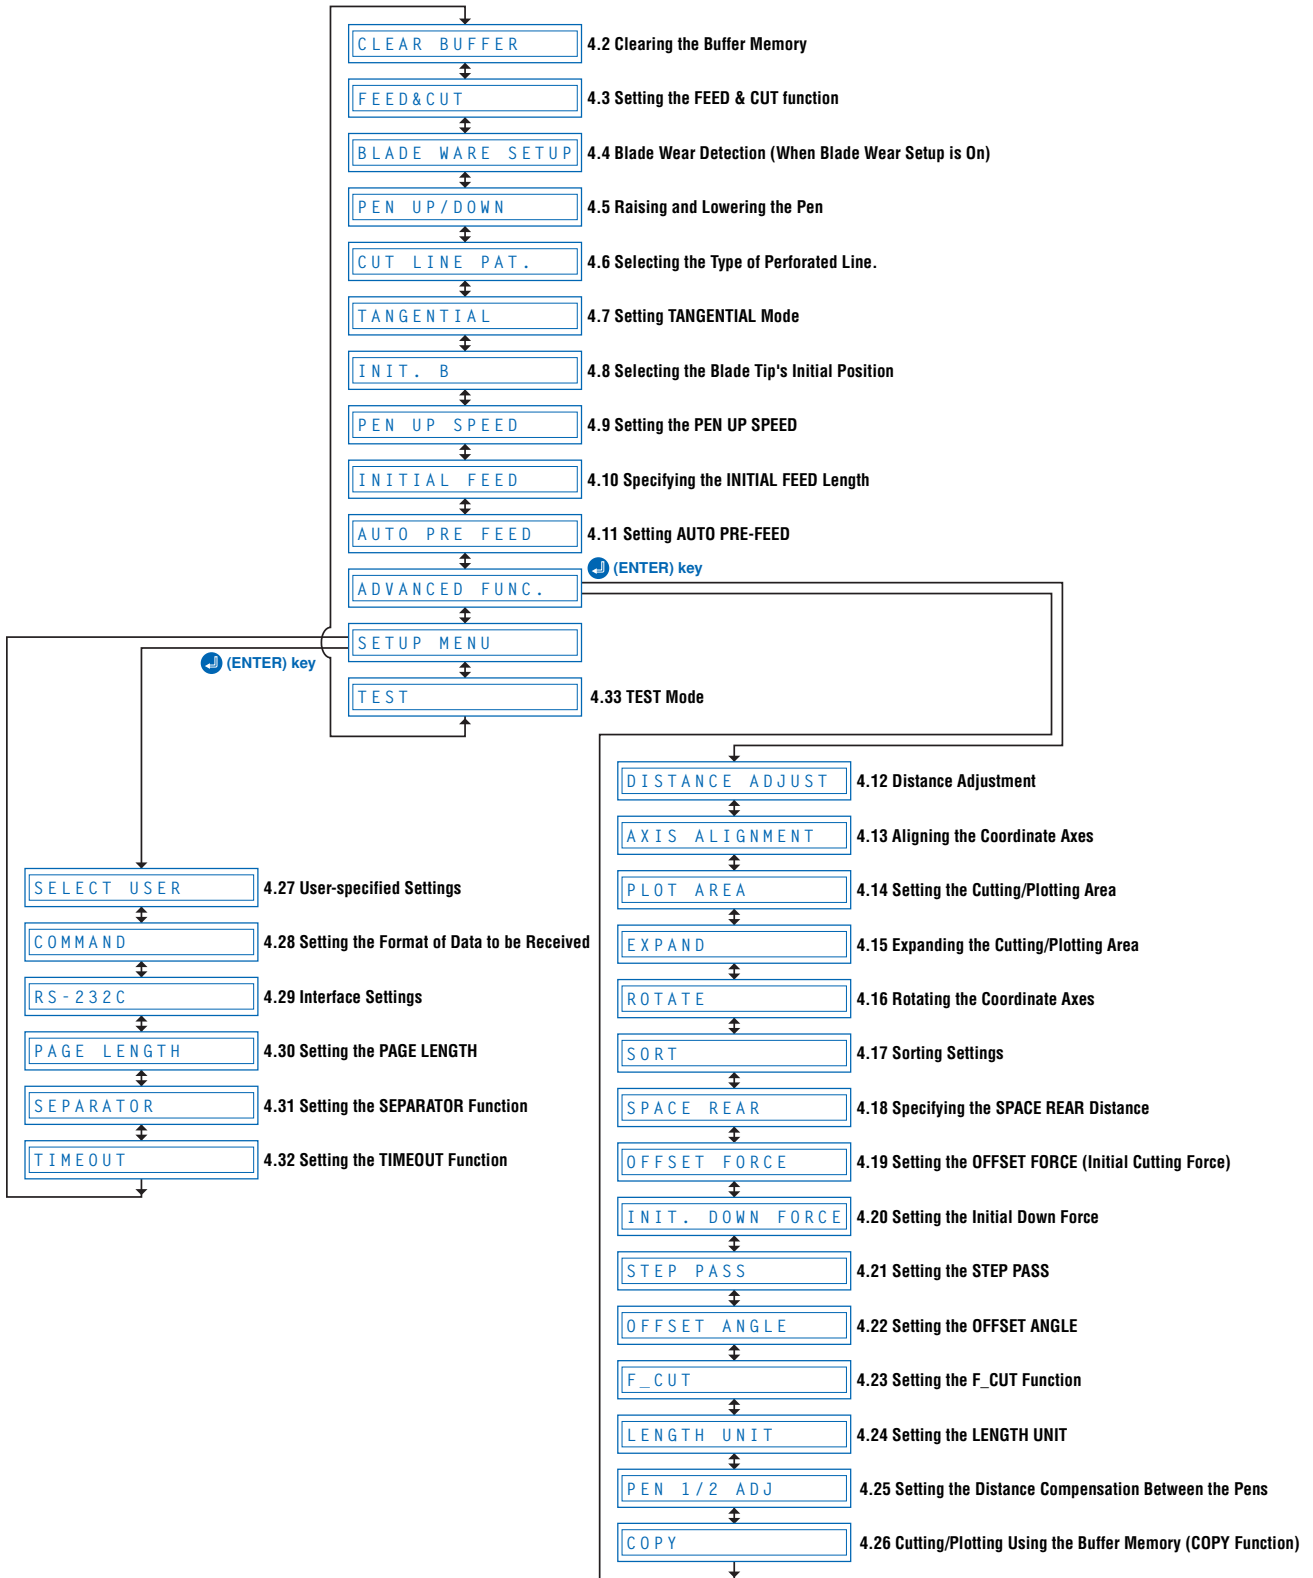 CLEAR BUFFER 4.2 Clearing the Buffer Memory
FEED&CUT 4.3 Setting the FEED & CUT function
BLADE WARE SETUP 4.4 Blade Wear Detection (When Blade Wear Setup is On)
PEN UP/DOWN 4.5 Raising and Lowering the Pen
CUT LINE PAT. 4.6 Selecting the Type of Perforated Line.
TANGENTIAL 4.7 Setting TANGENTIAL Mode
INIT. B 4.8 Selecting the Blade Tip's Initial Position
PEN UP SPEED 4.9 Setting the PEN UP SPEED
INITIAL FEED 4.10 Specifying the INITIAL FEED Length
AUTO PRE FEED 4.11 Setting AUTO PRE-FEED
(ENTER) key
ADVANCED FUNC.
SETUP MENU
(ENTER) key
TEST 4.33 TEST Mode
DISTANCE ADJUST 4.12 Distance Adjustment
AXIS ALIGNMENT 4.13 Aligning the Coordinate Axes
PLOT AREA 4.14 Setting the Cutting/Plotting Area
EXPAND 4.15 Expanding the Cutting/Plotting Area
ROTATE 4.16 Rotating the Coordinate Axes
SORT 4.17 Sorting Settings
SPACE REAR 4.18 Specifying the SPACE REAR Distance
OFFSET FORCE 4.19 Setting the OFFSET FORCE (Initial Cutting Force)
INIT. DOWN FORCE 4.20 Setting the Initial Down Force
STEP PASS 4.21 Setting the STEP PASS
OFFSET ANGLE 4.22 Setting the OFFSET ANGLE
F_CUT 4.23 Setting the F_CUT Function
LENGTH UNIT 4.24 Setting the LENGTH UNIT
PEN 1/2 ADJ 4.25 Setting the Distance Compensation Between the Pens
COPY 4.26 Cutting/Plotting Using the Buffer Memory (COPY Function)
SELECT USER 4.27 User-specified Settings
COMMAND 4.28 Setting the Format of Data to be Received
RS-232C 4.29 Interface Settings
PAGE LENGTH 4.30 Setting the PAGE LENGTH
SEPARATOR 4.31 Setting the SEPARATOR Function
TIMEOUT 4.32 Setting the TIMEOUT Function